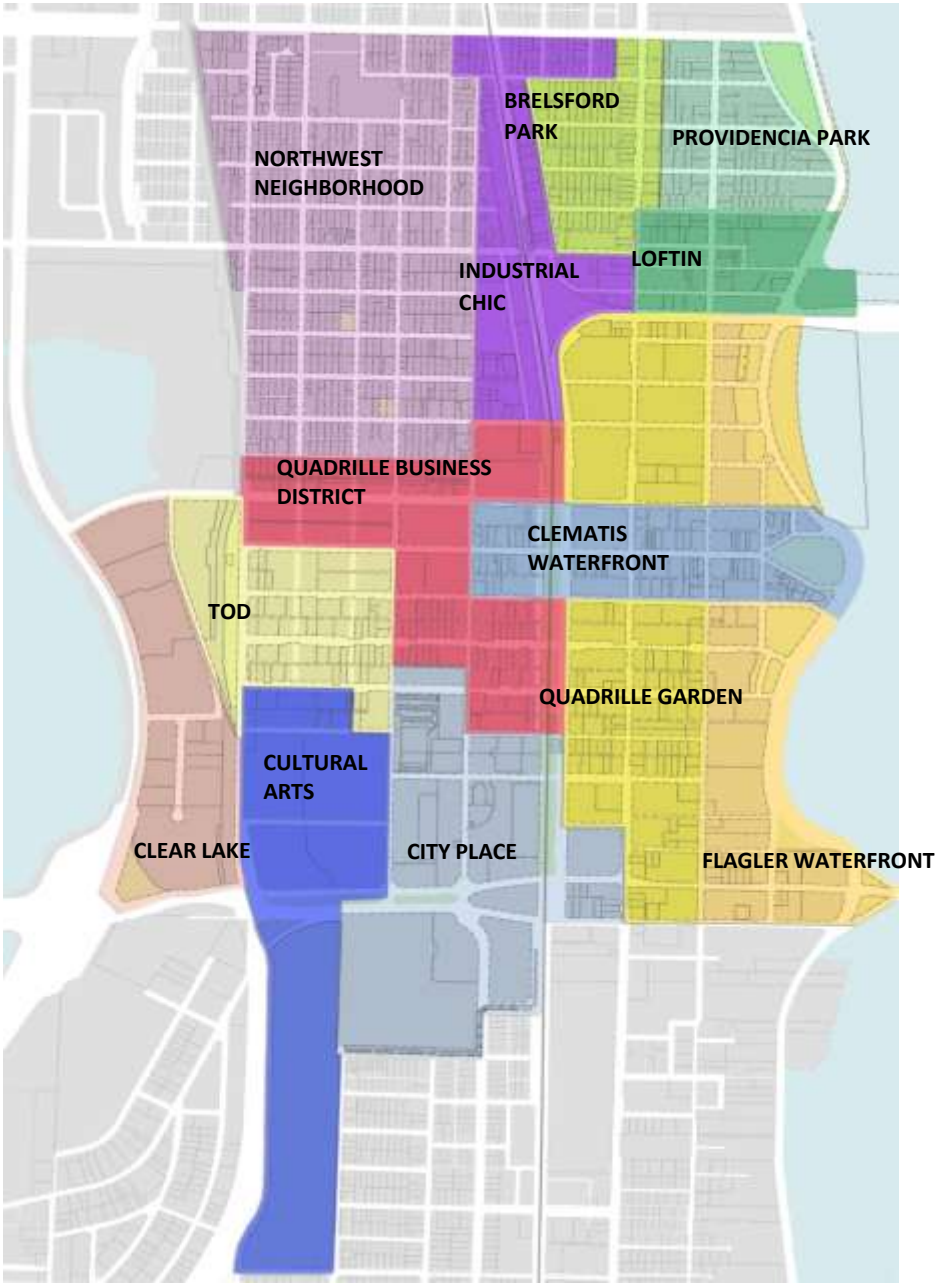 BRELSFORD
PARK
PROVIDENCIA PARK
NORTHWEST
NEIGHBORHOOD
LOFTIN
INDUSTRIAL
CHIC
QUADRILLE BUSINESS
DISTRICT
CLEMATIS
WATERFRONT
TOD
QUADRILLE GARDEN
CULTURAL
ARTS
CLEAR LAKE
CITY PLACE
FLAGLER WATERFRONT